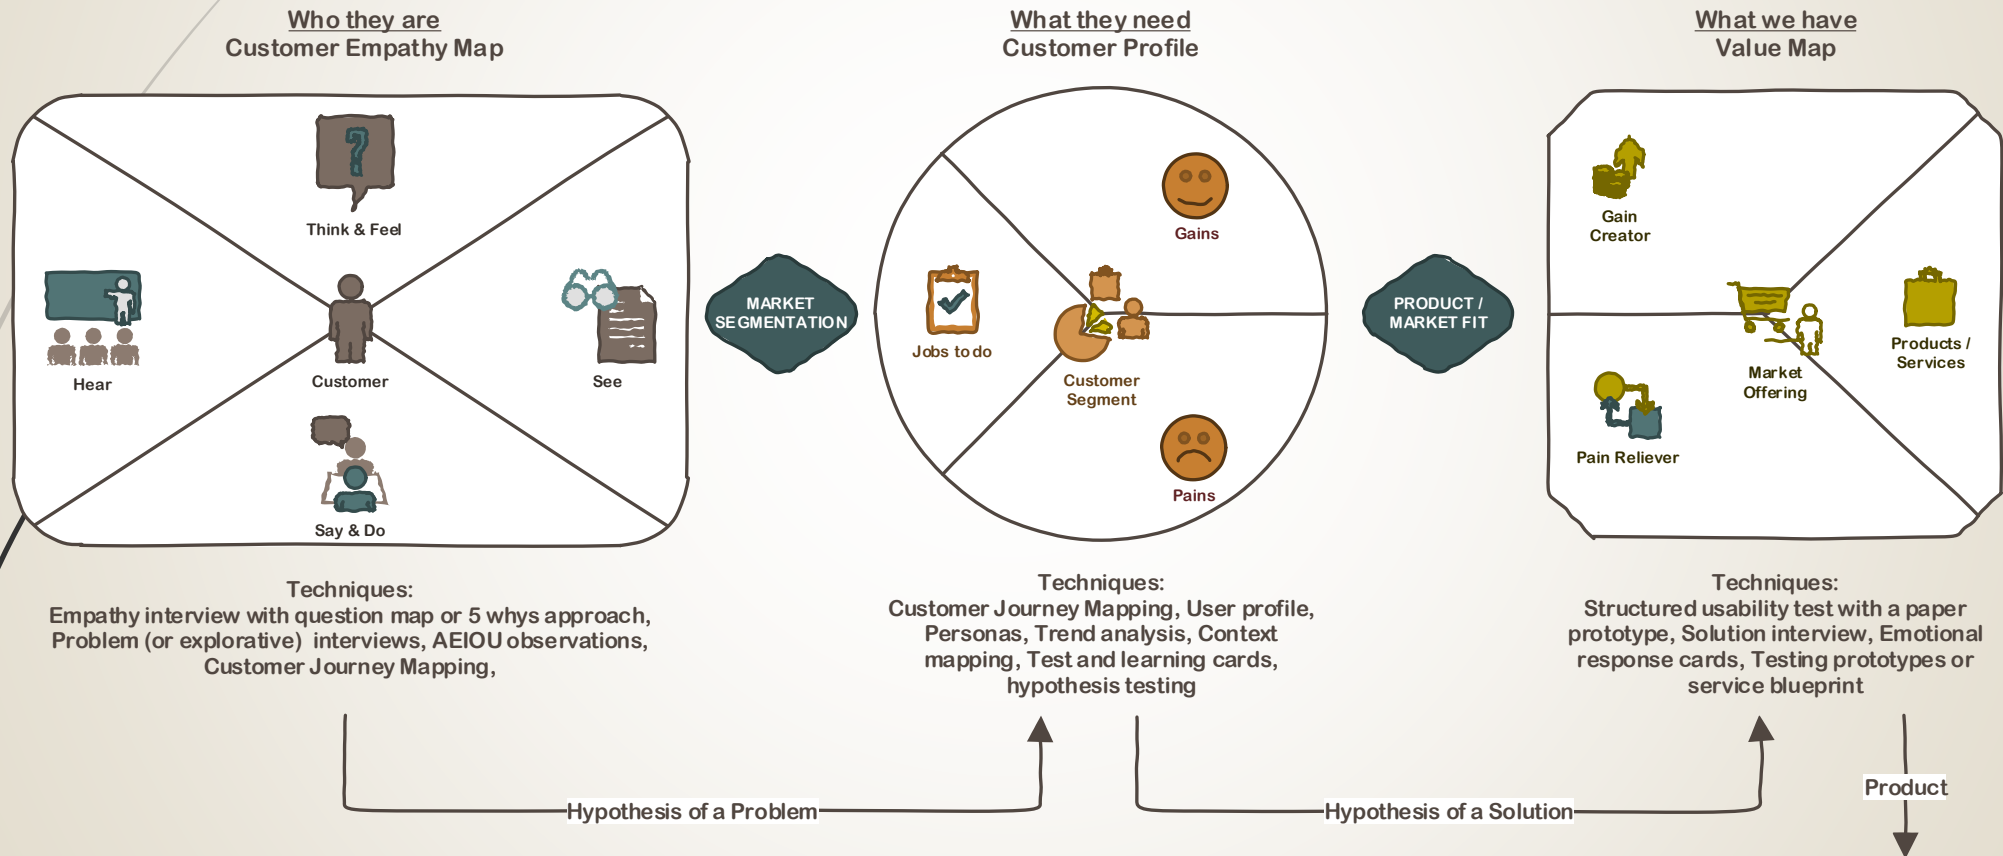 Who they are
Customer Empathy Map
Think & Feel
Hear
Customer
See
Say & Do
Techniques:
Empathy interview with question map or 5 whys approach,
Problem (or explorative)  interviews, AEIOU observations,
Customer Journey Mapping,
MARKET
SEGMENTATION
What they need
Customer Profile
Gains
Jobs to do
Customer
Segment
Pains
Techniques:
Customer Journey Mapping, User profile,
Personas, Trend analysis, Context
mapping, Test and learning cards,
hypothesis testing
PRODUCT /
MARKET FIT
What we have
Value Map
Gain
Creator
Products /
Services
Market
Offering
Pain Reliever
Techniques:
Structured usability test with a paper
prototype, Solution interview, Emotional
response cards, Testing prototypes or
service blueprint
Hypothesis of a Problem
Hypothesis of a Solution
Product